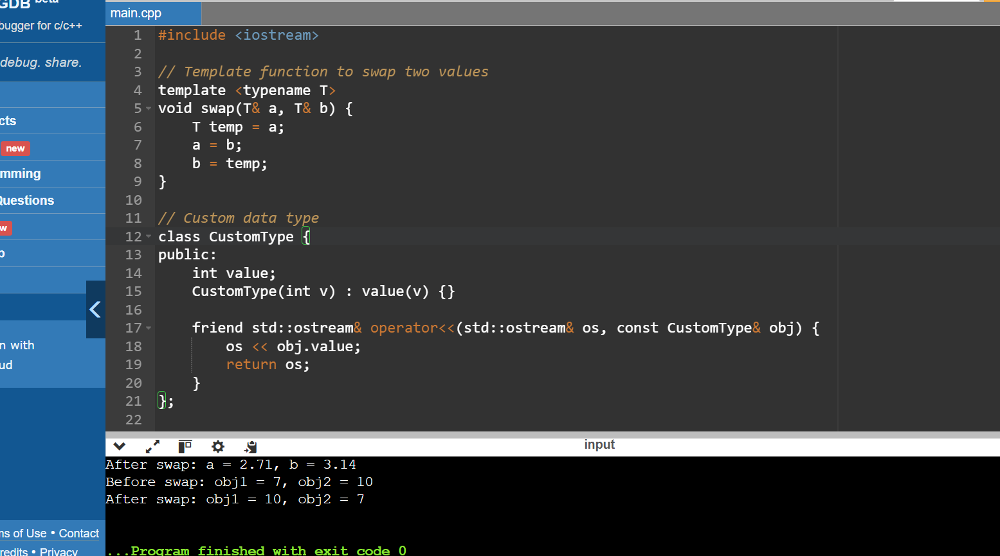 GDB beta
bugger for c/c++
debug. share.
cts
new
mming
Questions
w
p
n with
ud
ms of Use • Contact
redits • Privacy
main.cpp
1 #include <iostream>
2
3 // Template function to swap two values
4 template <typename T>
5 void swap(T& a, T& b) {
6 T temp = a;
7 a = b;
8 b = temp;
9 }
10
11 // Custom data type
12 class CustomType {
13 public:
14 int value;
15 CustomType(int v) : value(v) {}
16
17 friend std::ostream& operator<<(std::ostream& os, const CustomType& obj) {
18 os << obj.value;
19 return os;
20 }
21 };
22
input
After swap: a = 2.71, b = 3.14
Before swap: obj1 = 7, obj2 = 10
After swap: obj1 = 10, obj2 = 7
...Program finished with exit code 0